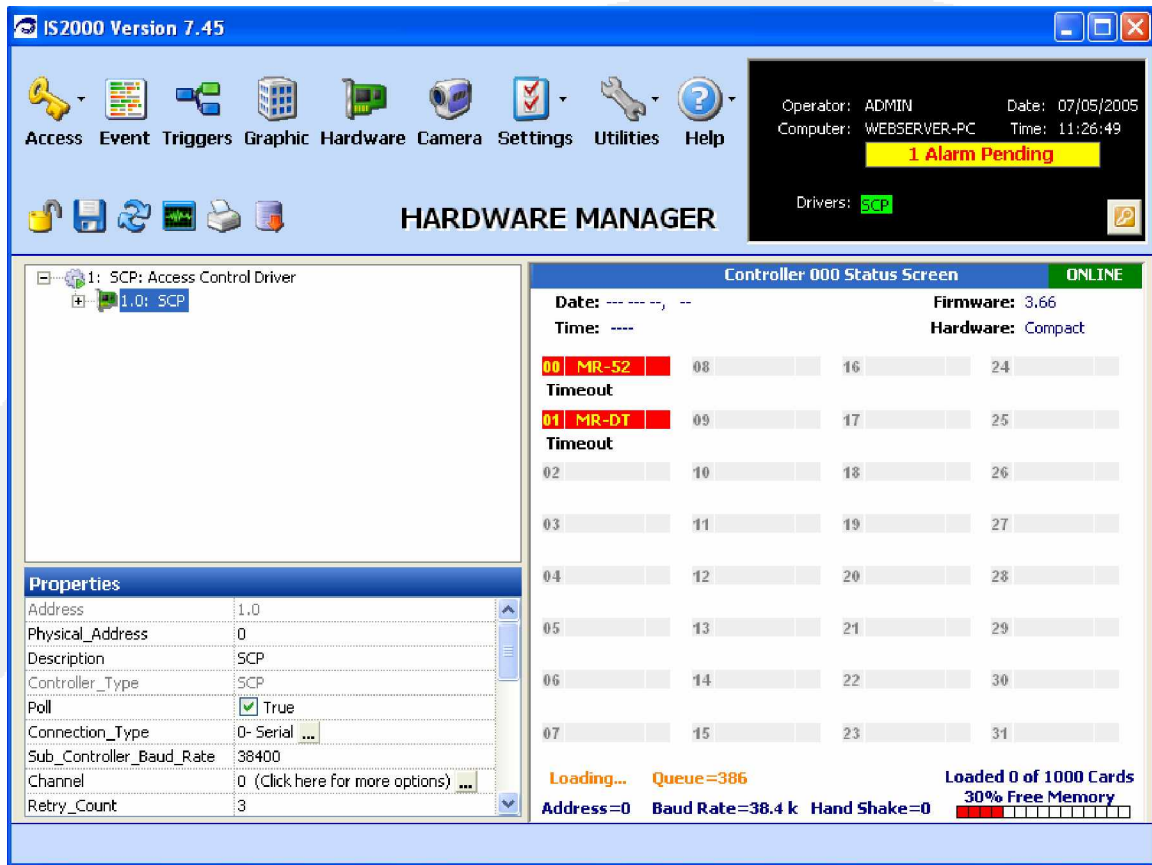 IS2000 Version 7.45
Access Event Triggers Graphic Hardware Camera Settings Utilities Help
Operator: ADMIN Date: 07/05/2005
Computer: WEBSERVER-PC Time: 11:26:49
1 Alarm Pending
Drivers: SCP
HARDWARE MANAGER
1: SCP: Access Control Driver
1.0: SCP
Controller 000 Status Screen ONLINE
Date: --- --- --, -- Firmware: 3.66
Time: ---- Hardware: Compact
00 MR-52 08 16 24
Timeout
01 MR-DT 09 17 25
Timeout
02 10 18 26
03 11 19 27
04 12 20 28
05 13 21 29
06 14 22 30
07 15 23 31
Loading... Queue=386 Loaded 0 of 1000 Cards
30% Free Memory
Address=0 Baud Rate=38.4 k Hand Shake=0
Properties
Address 1.0
Physical_Address 0
Description SCP
Controller_Type SCP
Poll True
Connection_Type 0- Serial ...
Sub_Controller_Baud_Rate 38400
Channel 0 (Click here for more options) ...
Retry_Count 3